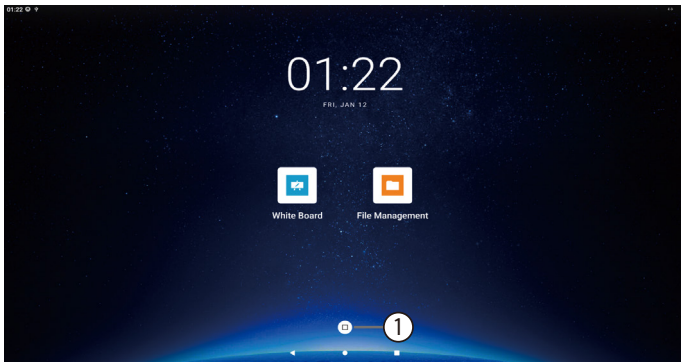 01:22
01:22
FRI, JAN 12
White Board
File Management
1